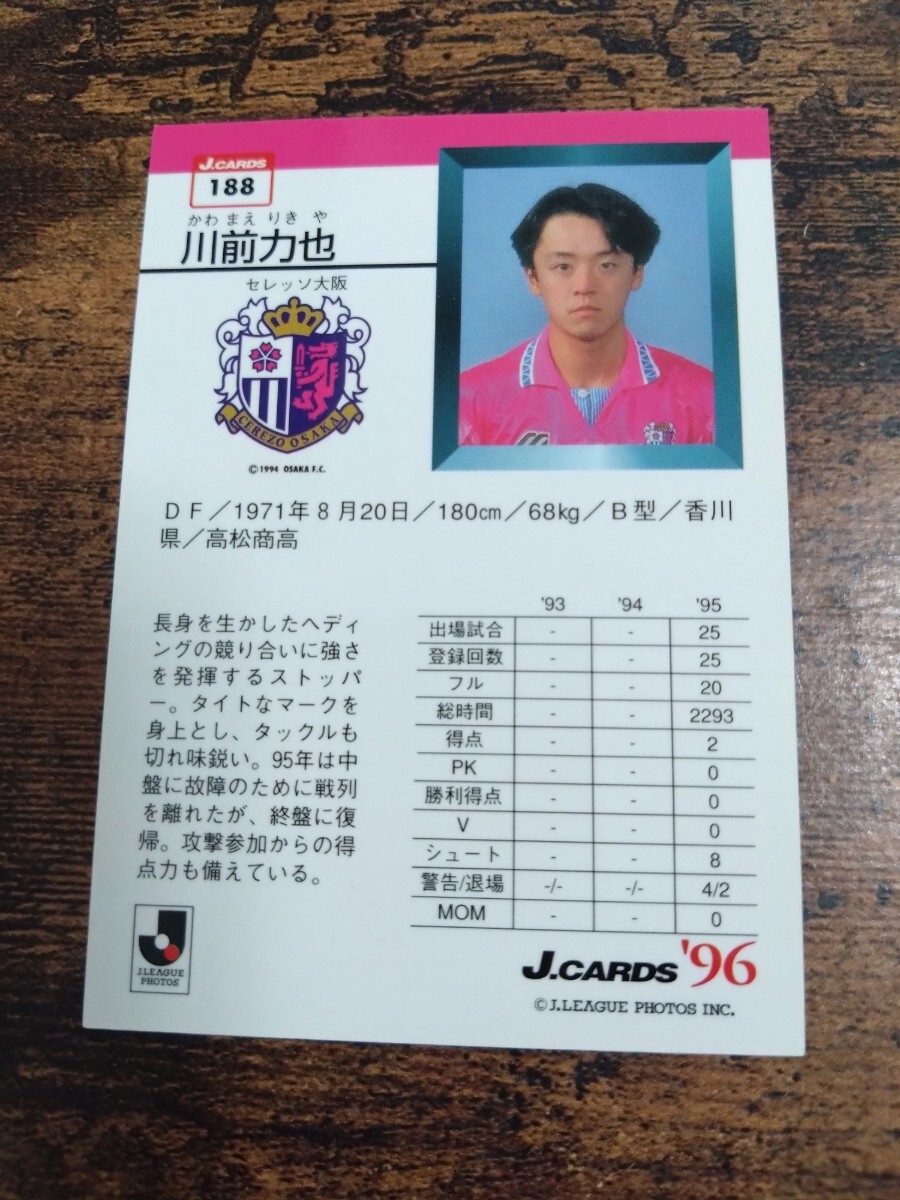 J.CARDS
188
かわ まえ りき や
川前力也
セレッソ大阪
CEREZO OSAKA
©1994 OSAKA F.C.
DF／1971年8月20日／180cm／68kg／B型／香川
県／高松商高
長身を生かしたヘディ
ングの競り合いに強さ
を発揮するストッパ
ー。タイトなマークを
身上とし、タックルも
切れ味鋭い。95年は中
盤に故障のために戦列
を離れたが、終盤に復
帰。攻撃参加からの得
点力も備えている。
'93 '94 '95
出場試合 - - 25
登録回数 - - 25
フル - - 20
総時間 - - 2293
得点 - - 2
PK - - 0
勝利得点 - - 0
V - - 0
シュート - - 8
警告/退場 -/- -/- 4/2
MOM - - 0
J.LEAGUE
PHOTOS
J.CARDS '96
©J.LEAGUE PHOTOS INC.